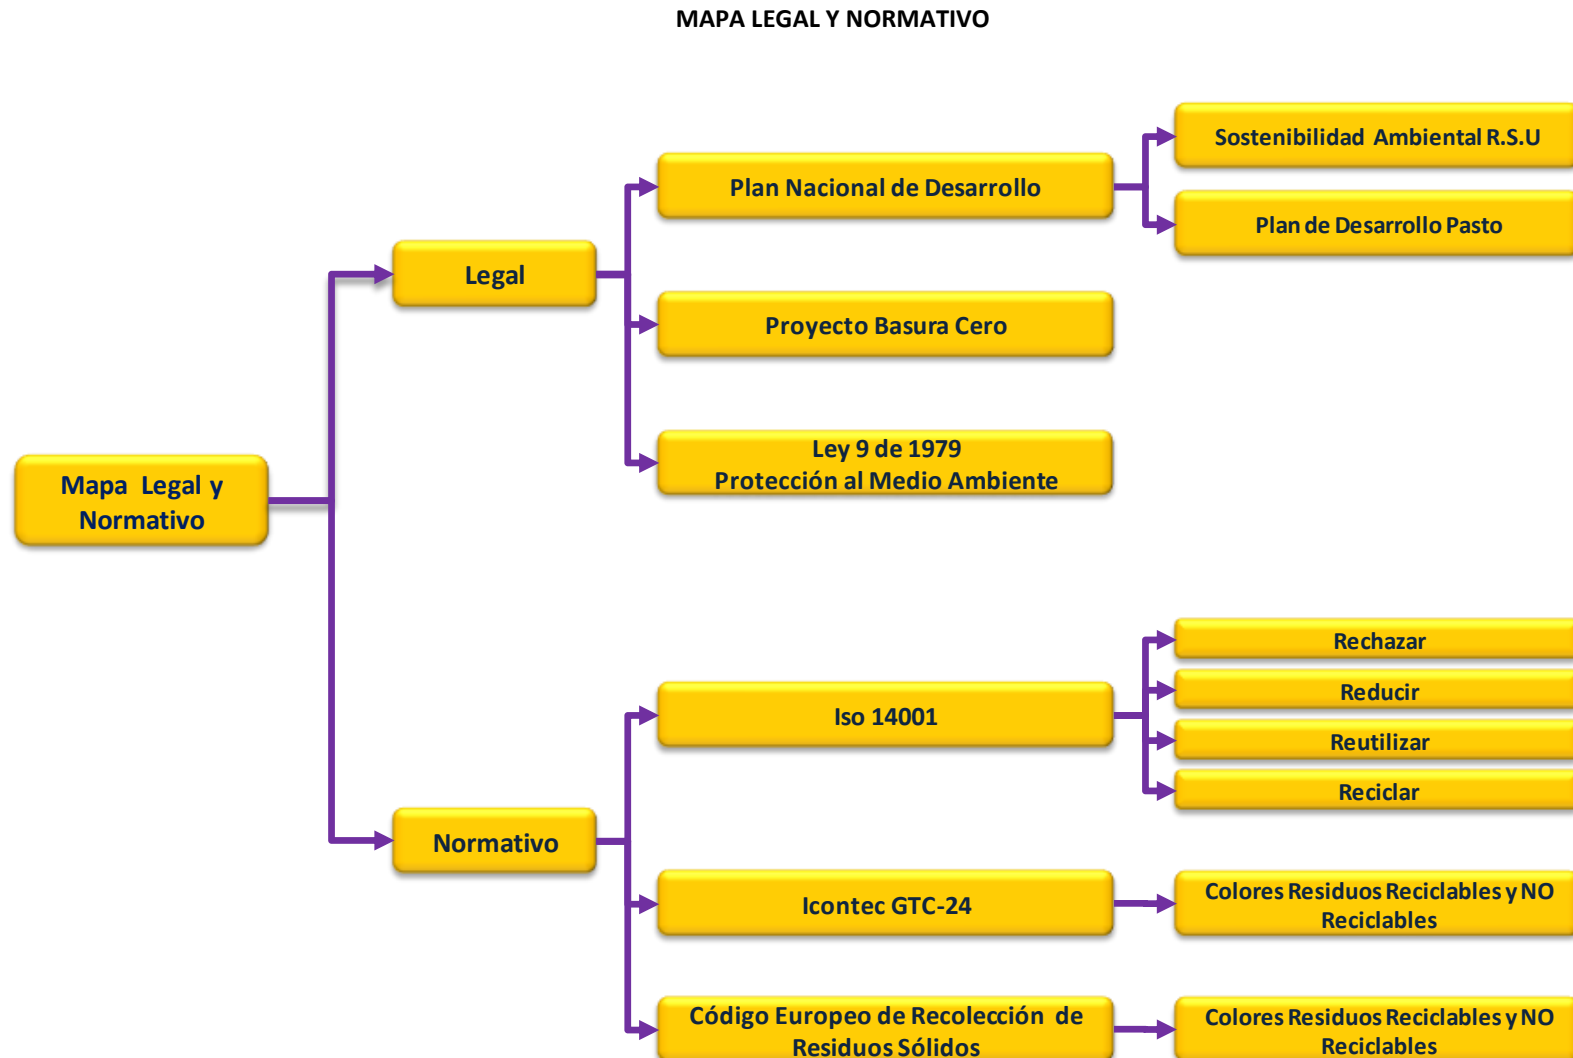 MAPA LEGAL Y NORMATIVO
Sostenibilidad Ambiental R.S.U
Plan Nacional de Desarrollo
Plan de Desarrollo Pasto
Legal
Proyecto Basura Cero
Ley 9 de 1979
Protección al Medio Ambiente
Mapa Legal y
Normativo
Rechazar
Reducir
Iso 14001
Reutilizar
Reciclar
Normativo
Icontec GTC-24
Colores Residuos Reciclables y NO
Reciclables
Código Europeo de Recolección de
Residuos Sólidos
Colores Residuos Reciclables y NO
Reciclables